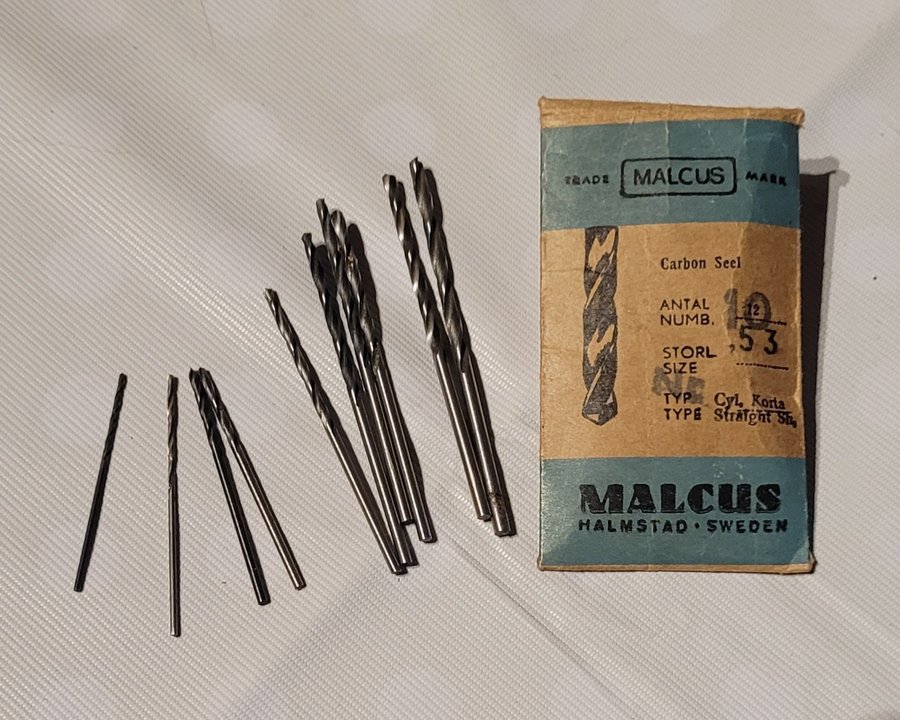 TRADE MALCUS MARK
Carbon Seel
ANTAL
NUMB. 12 10
STORL.
SIZE ,53
NE
TYP Cyl. Korta
TYPE Straight Sh.
MALCUS
HALMSTAD · SWEDEN